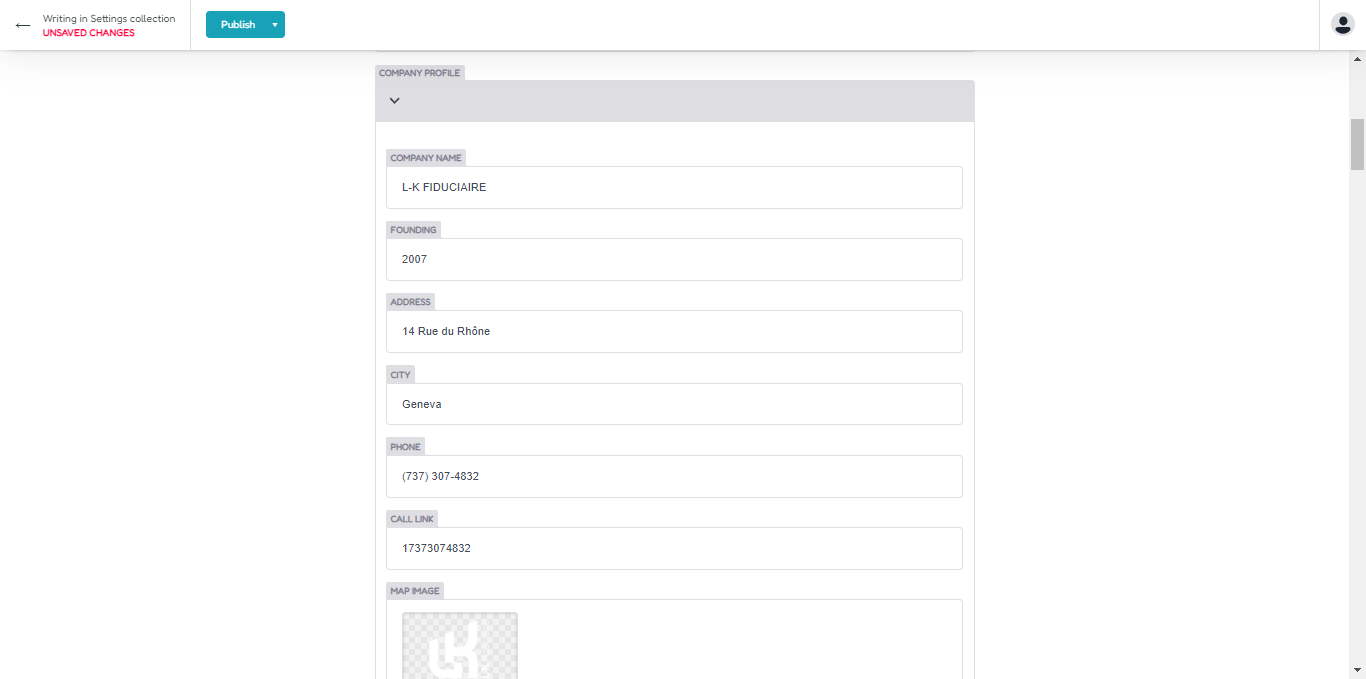 Writing in Settings collection
UNSAVED CHANGES
Publish
COMPANY PROFILE
COMPANY NAME
L-K FIDUCIAIRE
FOUNDING
2007
ADDRESS
14 Rue du Rhône
CITY
Geneva
PHONE
(737) 307-4832
CALL LINK
17373074832
MAP IMAGE
LK